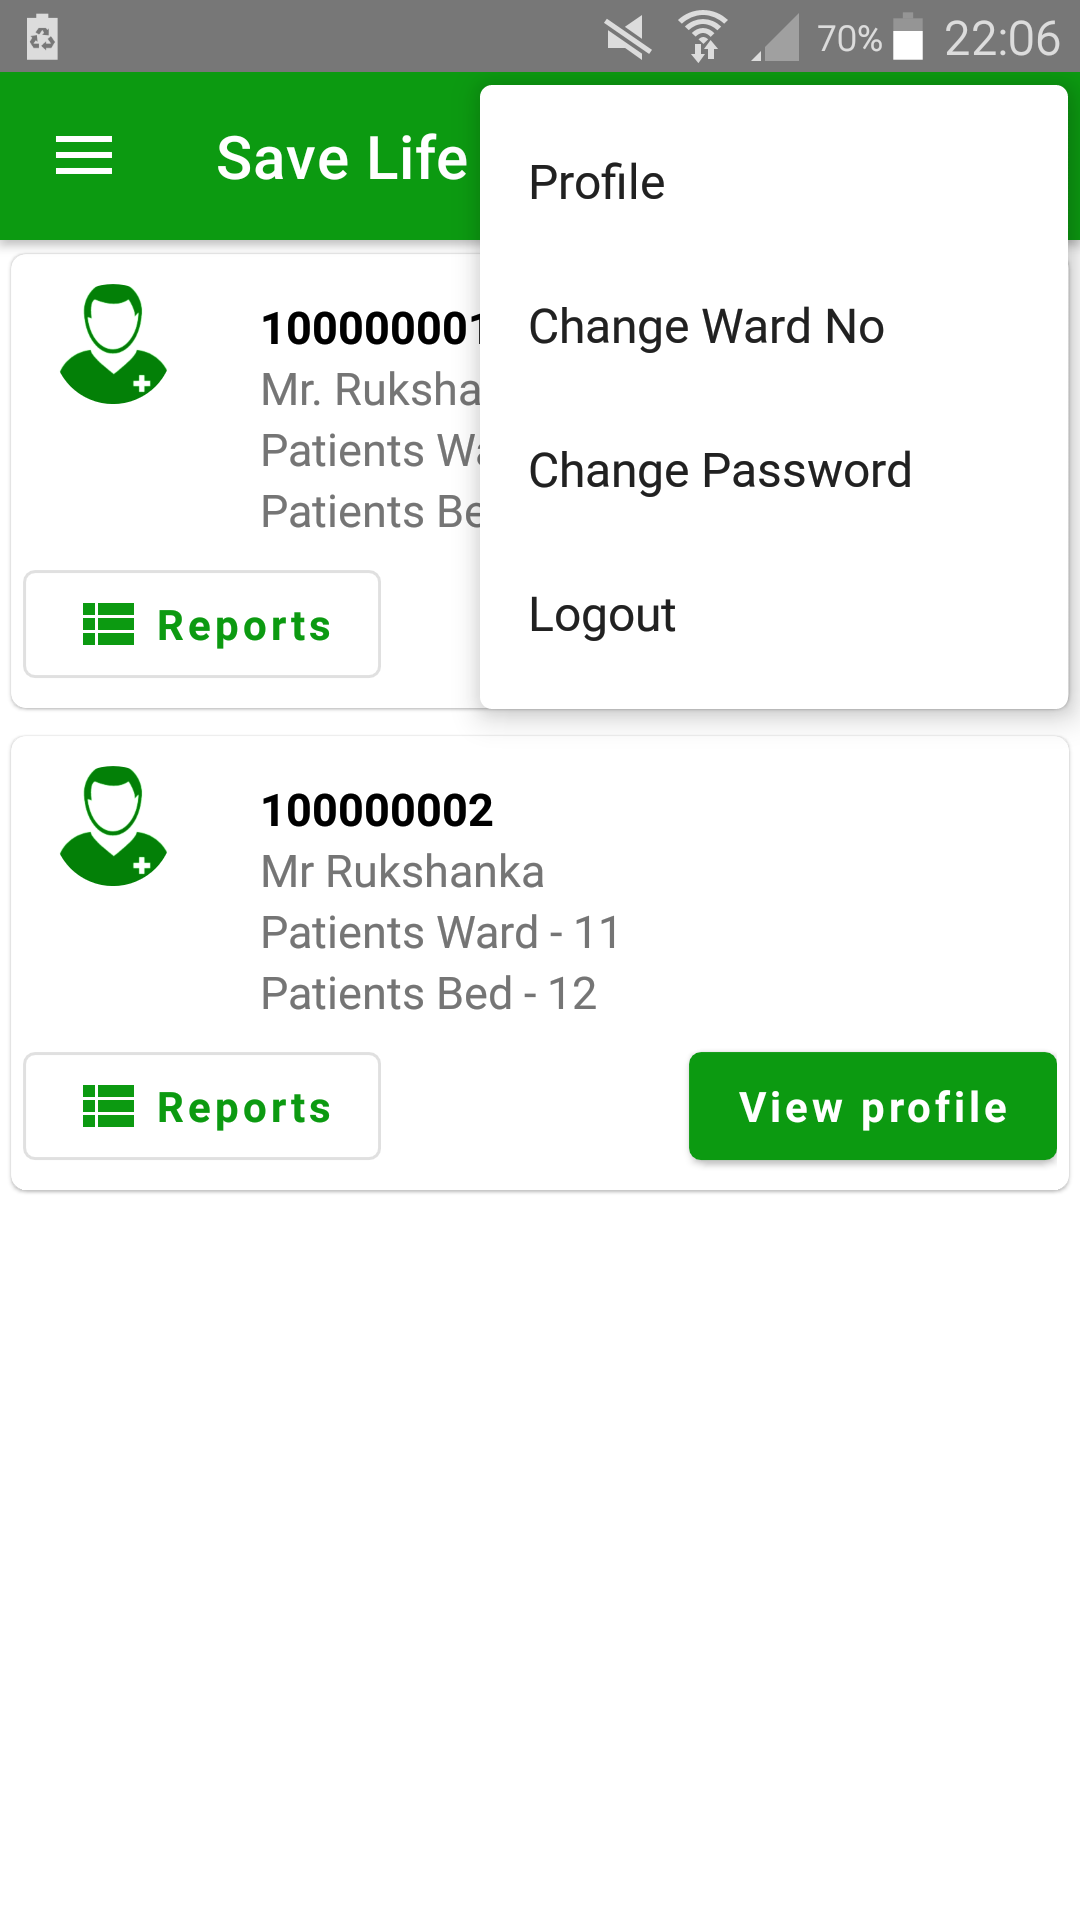 70% 22:06
Save Life
Profile
Change Ward No
Change Password
Logout
100000001
Mr. Ruksha
Patients
Patients
Reports
100000002
Mr Rukshanka
Patients Ward - 11
Patients Bed - 12
Reports
View profile